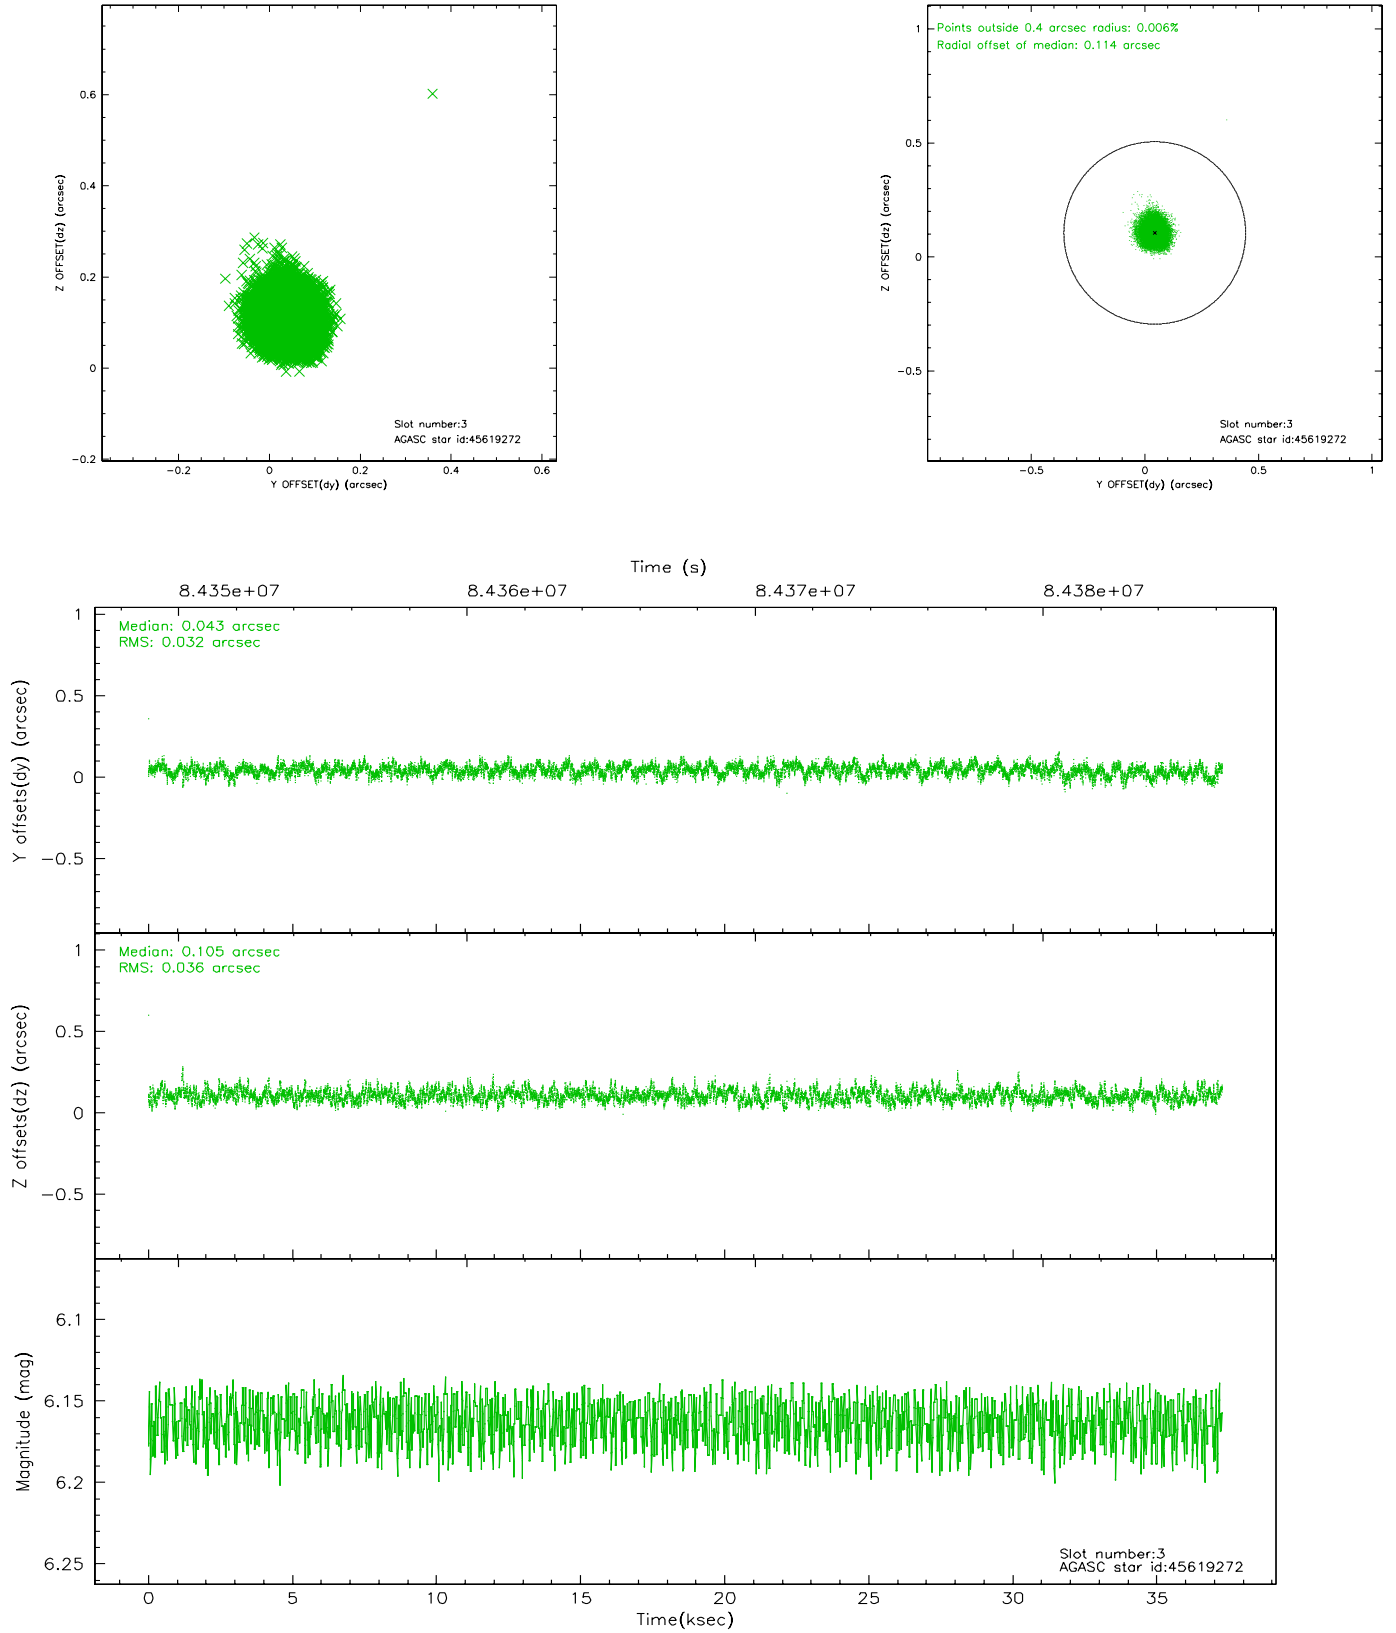 0.6
0.4
0.2
0
-0.2
Z OFFSET(dz) (arcsec)
-0.2 0 0.2 0.4 0.6
Y OFFSET(dy) (arcsec)
Slot number:3
AGASC star id:45619272
Points outside 0.4 arcsec radius: 0.006%
Radial offset of median: 0.114 arcsec
1
0.5
0
-0.5
Z OFFSET(dz) (arcsec)
-0.5 0 0.5 1
Y OFFSET(dy) (arcsec)
Slot number:3
AGASC star id:45619272
Time (s)
8.435e+07 8.436e+07 8.437e+07 8.438e+07
Median: 0.043 arcsec
RMS: 0.032 arcsec
1
0.5
0
-0.5
Y offsets(dy) (arcsec)
Median: 0.105 arcsec
RMS: 0.036 arcsec
1
0.5
0
-0.5
Z offsets(dz) (arcsec)
6.1
6.15
6.2
6.25
Magnitude (mag)
Slot number:3
AGASC star id:45619272
0 5 10 15 20 25 30 35
Time(ksec)